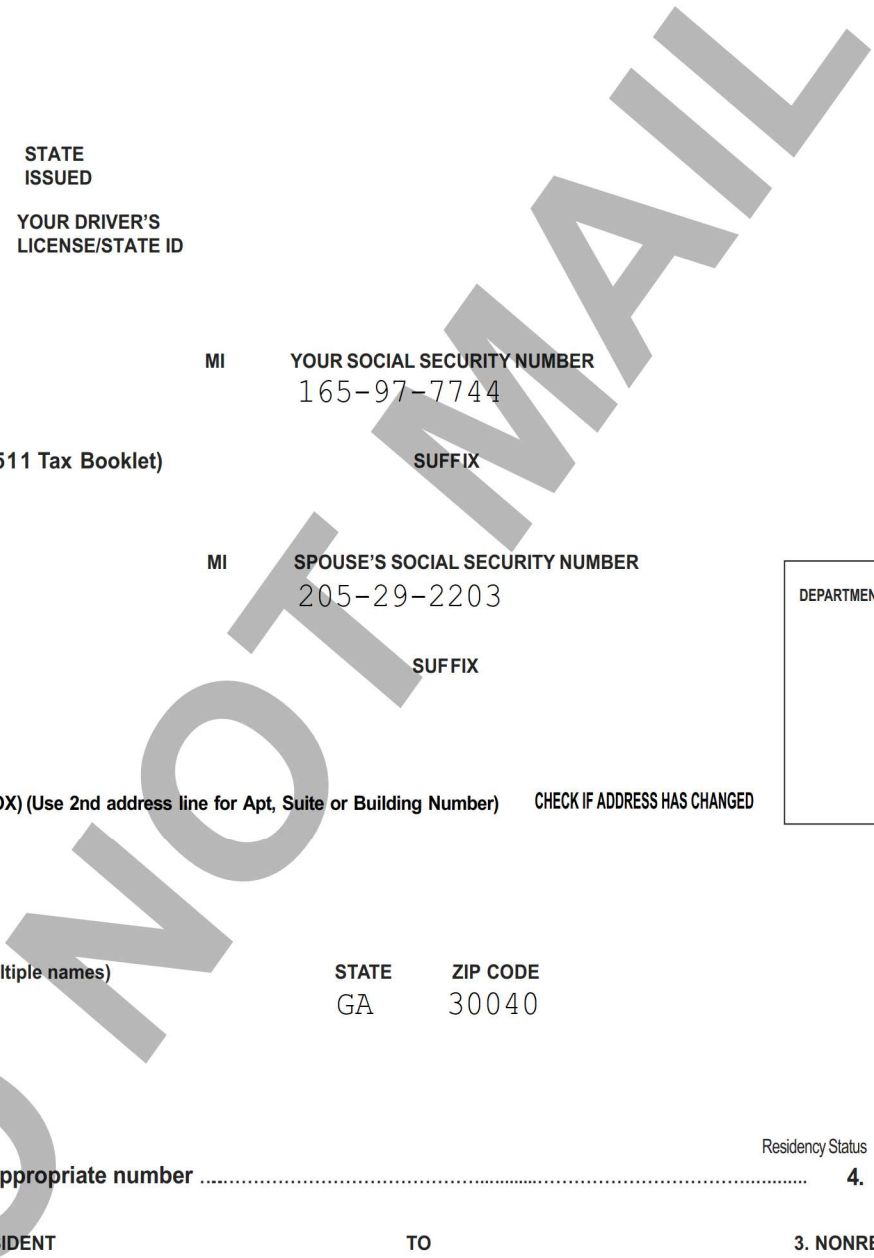 STATE
ISSUED
YOUR DRIVER'S
LICENSE/STATE ID
MI YOUR SOCIAL SECURITY NUMBER
165-97-7744
511 Tax Booklet) SUFFIX
MI SPOUSE'S SOCIAL SECURITY NUMBER
205-29-2203
DEPARTMEN
SUFFIX
OX) (Use 2nd address line for Apt, Suite or Building Number) CHECK IF ADDRESS HAS CHANGED
ltiple names) STATE ZIP CODE
GA 30040
Residency Status
ppropriate number 4.
SIDENT TO 3. NONRE
O NOT MAIL